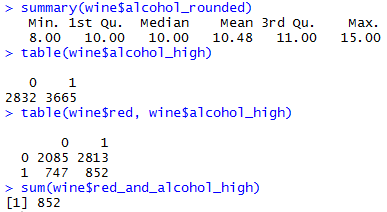 > summary(wine$alcohol_rounded)
   Min. 1st Qu.  Median    Mean 3rd Qu.    Max.
   8.00   10.00   10.00   10.48   11.00   15.00
> table(wine$alcohol_high)
   0    1
2832 3665
> table(wine$red, wine$alcohol_high)
       0    1
  0 2085 2813
  1  747  852
> sum(wine$red_and_alcohol_high)
[1] 852